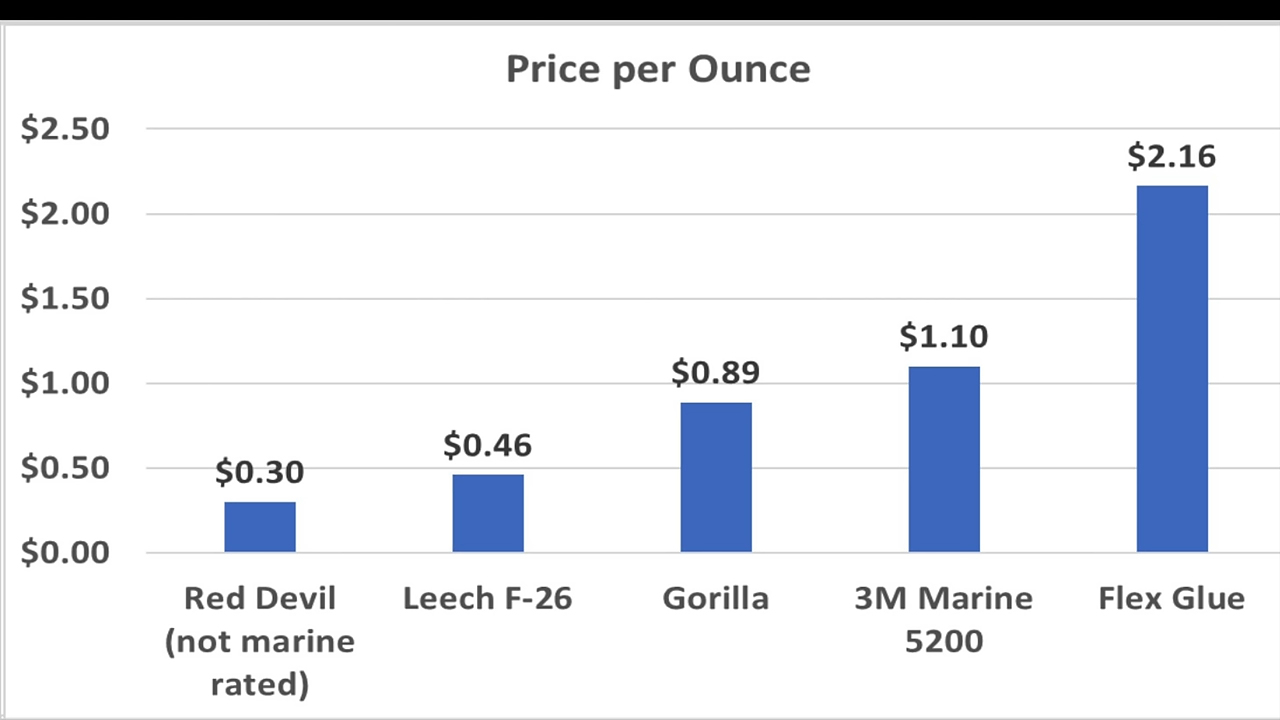 Price per Ounce
$2.50
$2.00
$1.50
$1.00
$0.50
$0.00
$0.30
$0.46
$0.89
$1.10
$2.16
Red Devil
(not marine
rated)
Leech F-26
Gorilla
3M Marine
5200
Flex Glue